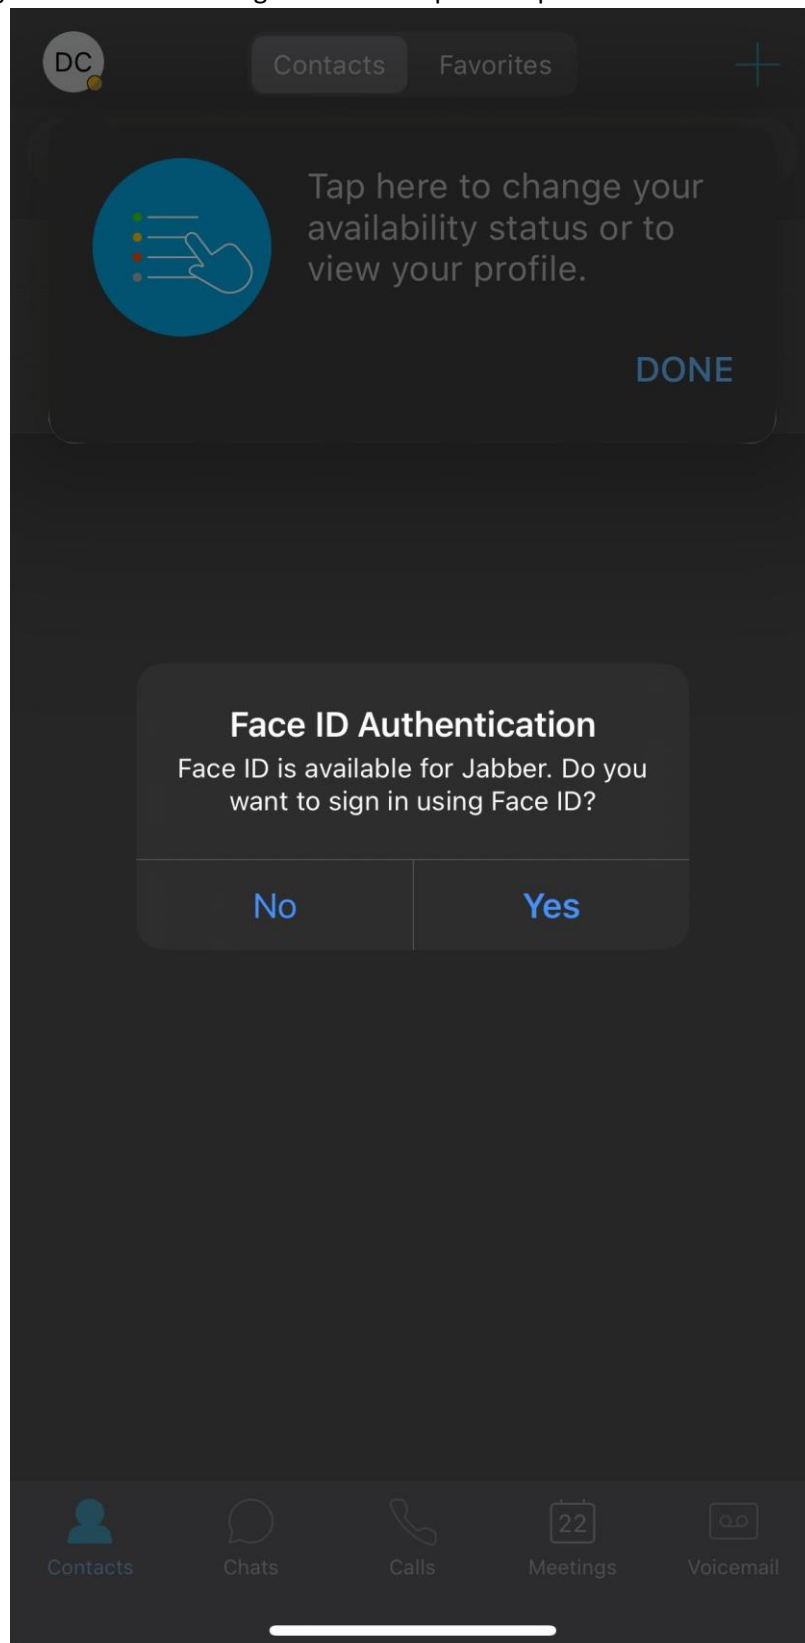 DC
Contacts
Favorites
Tap here to change your
availability status or to
view your profile.
DONE
Face ID Authentication
Face ID is available for Jabber. Do you
want to sign in using Face ID?
No
Yes
22
Contacts
Chats
Calls
Meetings
Voicemail